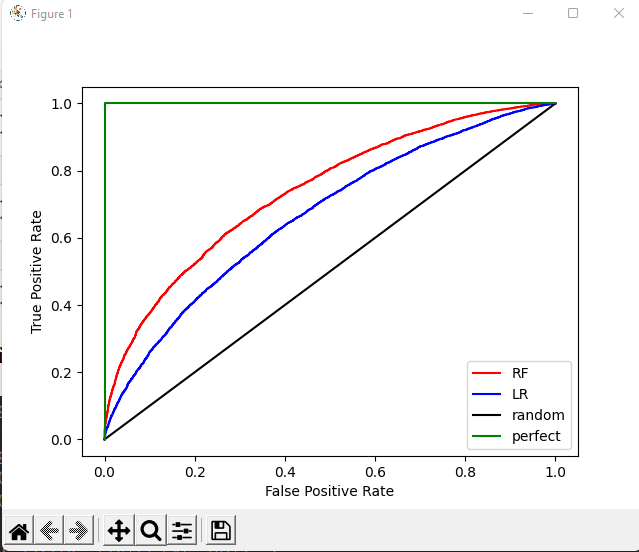 Figure 1
1.0
0.8
0.6
0.4
0.2
0.0
True Positive Rate
RF
LR
random
perfect
0.0 0.2 0.4 0.6 0.8 1.0
False Positive Rate